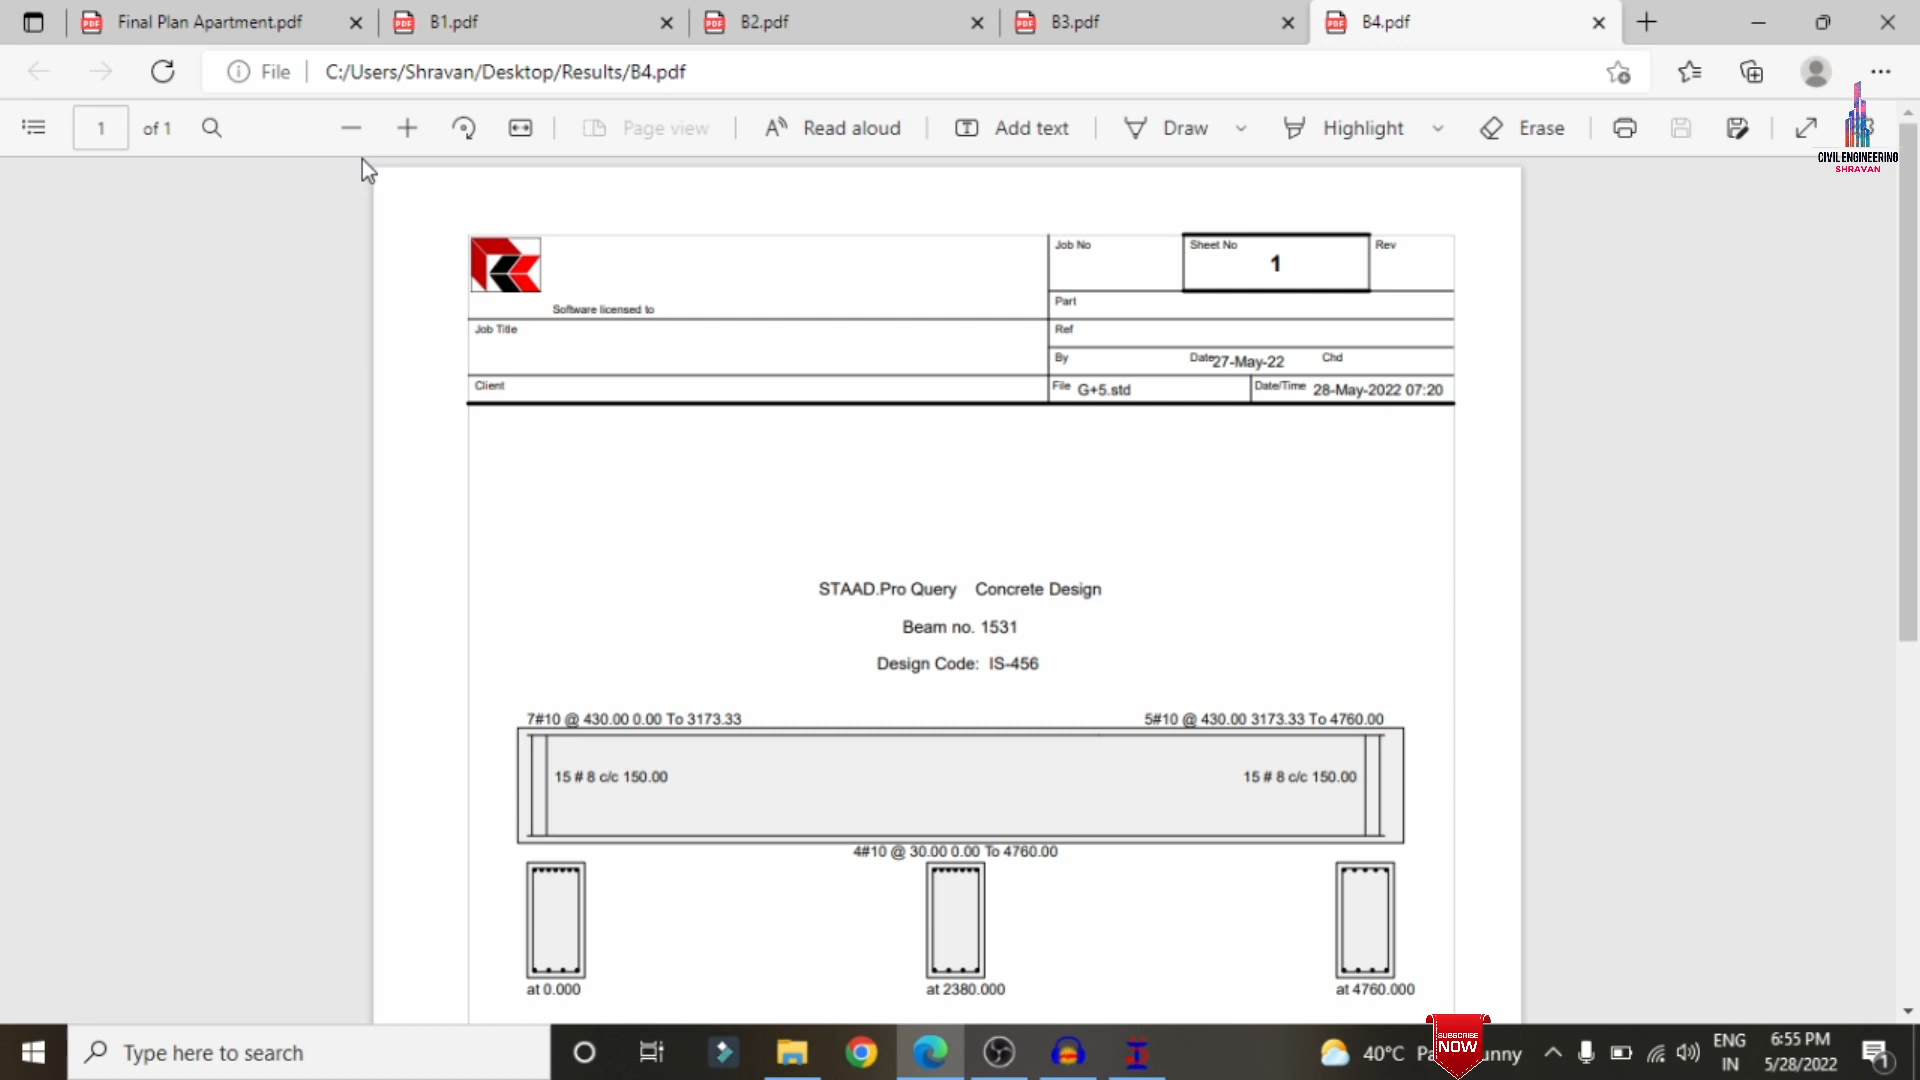 Final Plan Apartment.pdf
B1.pdf
B2.pdf
B3.pdf
B4.pdf
File
C:/Users/Shravan/Desktop/Results/B4.pdf
1
of 1
Page view
Read aloud
Add text
Draw
Highlight
Erase
CIVIL ENGINEERING
SHRAVAN
Software licensed to
Job No
Sheet No
1
Rev
Part
Job Title
Ref
By
Date 27-May-22
Chd
Client
File G+5.std
Date/Time 28-May-2022 07:20
STAAD.Pro Query Concrete Design
Beam no. 1531
Design Code: IS-456
7#10 @ 430.00 0.00 To 3173.33
5#10 @ 430.00 3173.33 To 4760.00
15 # 8 c/c 150.00
15 # 8 c/c 150.00
4#10 @ 30.00 0.00 To 4760.00
at 0.000
at 2380.000
at 4760.000
Type here to search
40°C
SUBSCRIBE
NOW
ENG
IN
6:55 PM
5/28/2022
1